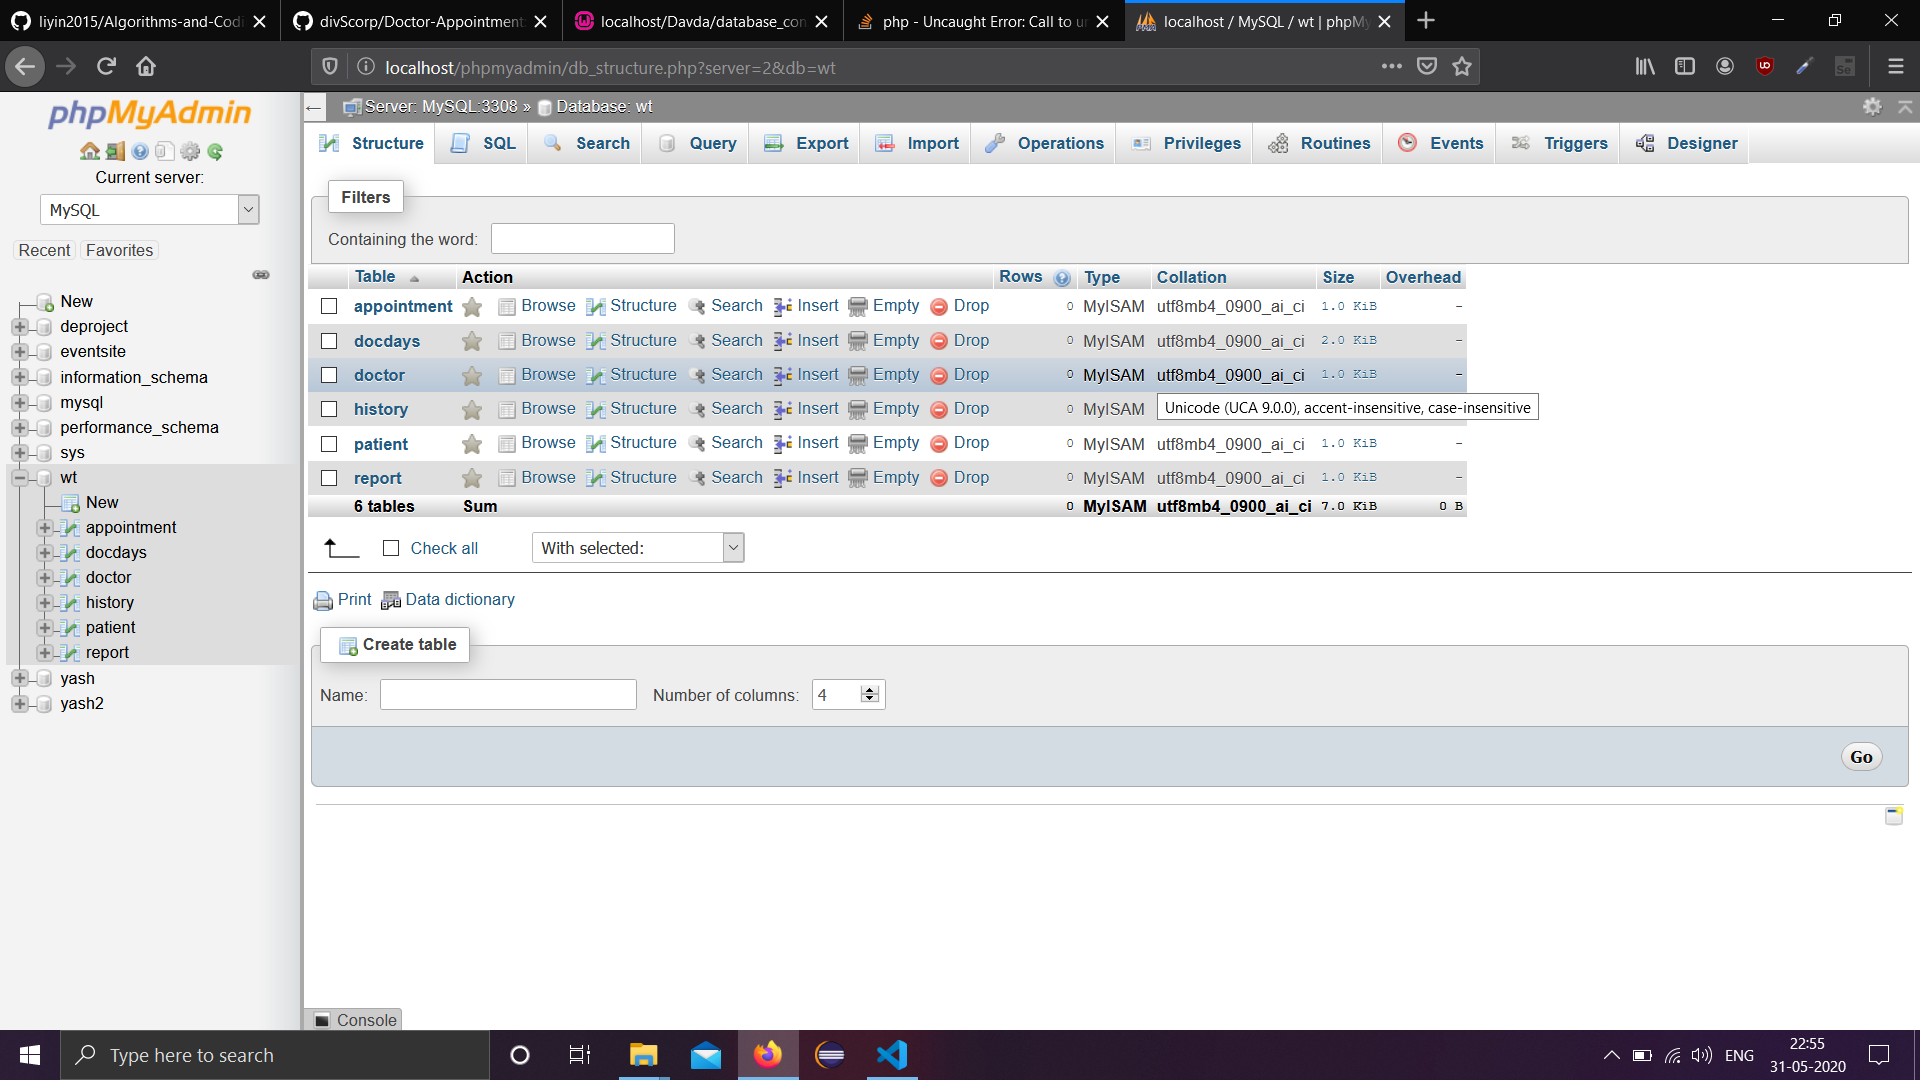 liyin2015/Algorithms-and-Codi
divScorp/Doctor-Appointment
localhost/Davda/database_con
php - Uncaught Error: Call to un
localhost / MySQL / wt | phpMy
localhost/phpmyadmin/db_structure.php?server=2&db=wt
phpMyAdmin
Current server:
MySQL
Recent Favorites
New
deproject
eventsite
information_schema
mysql
performance_schema
sys
wt
New
appointment
docdays
doctor
history
patient
report
yash
yash2
Server: MySQL:3308 » Database: wt
Structure SQL Search Query Export Import Operations Privileges Routines Events Triggers Designer
Filters
Containing the word:
Table Action Rows Type Collation Size Overhead
appointment Browse Structure Search Insert Empty Drop 0 MyISAM utf8mb4_0900_ai_ci 1.0 KiB -
docdays Browse Structure Search Insert Empty Drop 0 MyISAM utf8mb4_0900_ai_ci 2.0 KiB -
doctor Browse Structure Search Insert Empty Drop 0 MyISAM utf8mb4_0900_ai_ci 1.0 KiB -
history Browse Structure Search Insert Empty Drop 0 MyISAM
Unicode (UCA 9.0.0), accent-insensitive, case-insensitive
patient Browse Structure Search Insert Empty Drop 0 MyISAM utf8mb4_0900_ai_ci 1.0 KiB -
report Browse Structure Search Insert Empty Drop 0 MyISAM utf8mb4_0900_ai_ci 1.0 KiB -
6 tables Sum 0 MyISAM utf8mb4_0900_ai_ci 7.0 KiB 0 B
Check all With selected:
Print Data dictionary
Create table
Name: Number of columns: 4
Go
Console
Type here to search
ENG
22:55
31-05-2020